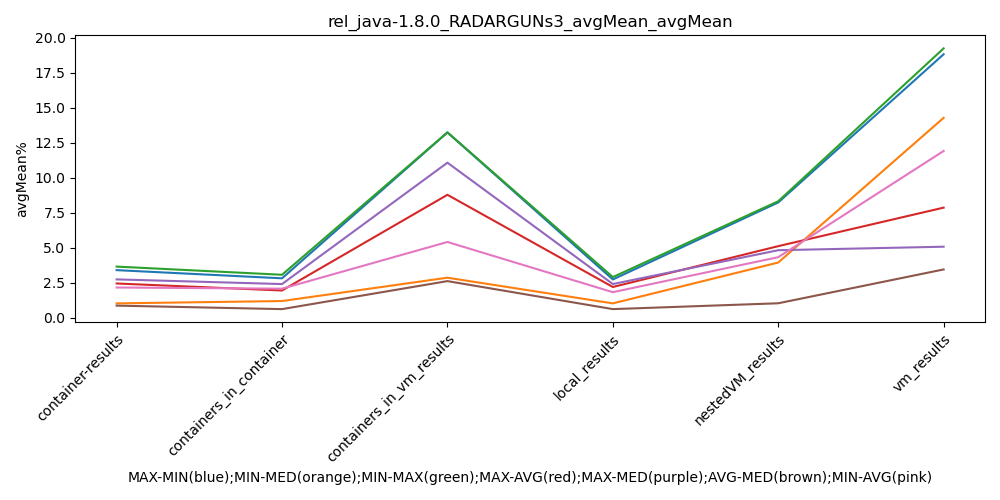 rel_java-1.8.0_RADARGUNs3_avgMean_avgMean
20.0
17.5
15.0
12.5
10.0
7.5
5.0
2.5
0.0
avgMean%
container-results
containers_in_container
containers_in_vm_results
local_results
nestedVM_results
vm_results
MAX-MIN(blue);MIN-MED(orange);MIN-MAX(green);MAX-AVG(red);MAX-MED(purple);AVG-MED(brown);MIN-AVG(pink)